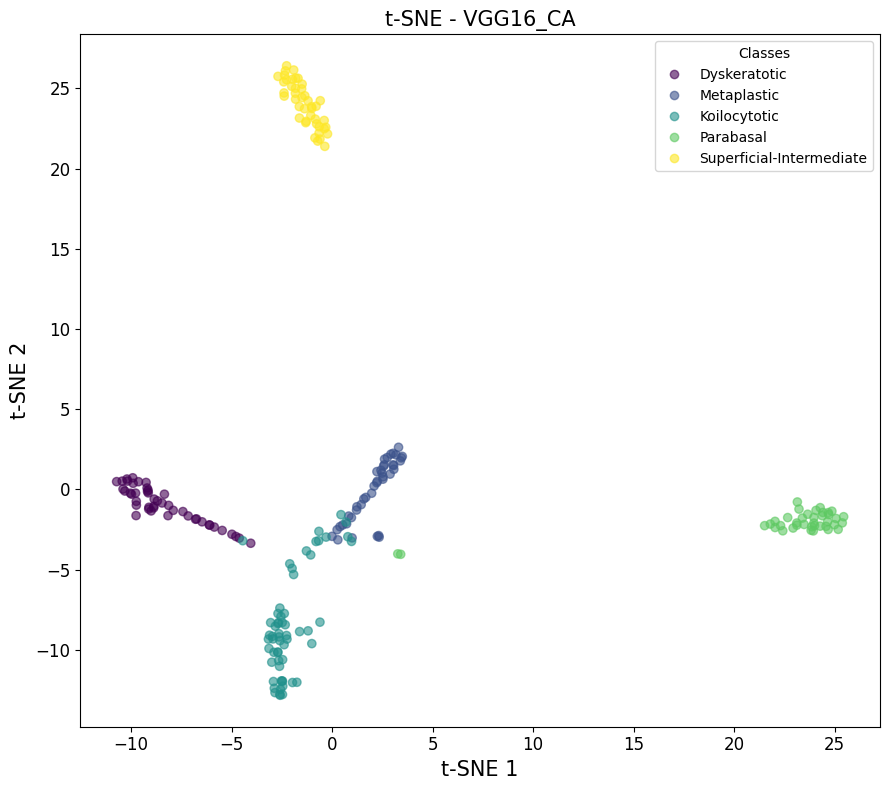 t-SNE - VGG16_CA
Classes
Dyskeratotic
Metaplastic
Koilocytotic
Parabasal
Superficial-Intermediate
25
20
15
10
5
0
−5
−10
t-SNE 2
−10 −5 0 5 10 15 20 25
t-SNE 1